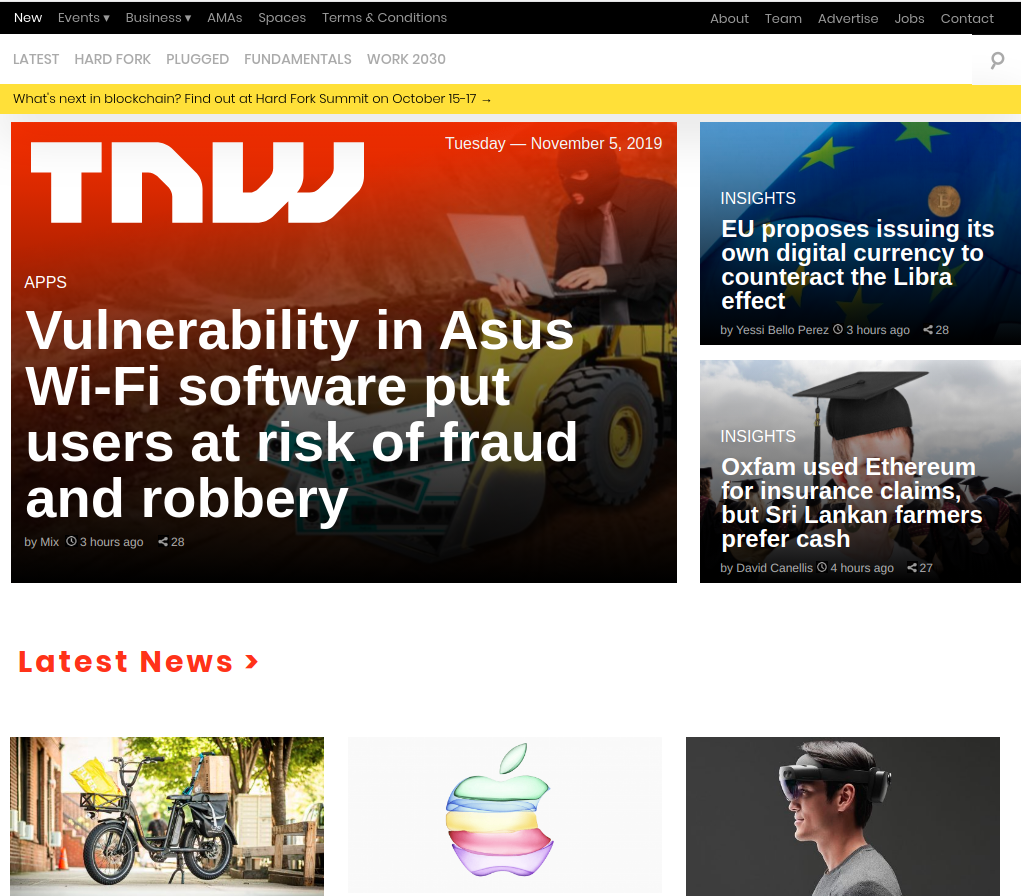 New Events ▾ Business ▾ AMAs Spaces Terms & Conditions About Team Advertise Jobs Contact
LATEST HARD FORK PLUGGED FUNDAMENTALS WORK 2030
What's next in blockchain? Find out at Hard Fork Summit on October 15-17 →
TNW
Tuesday — November 5, 2019
APPS
Vulnerability in Asus
Wi-Fi software put
users at risk of fraud
and robbery
by Mix 3 hours ago 28
INSIGHTS
EU proposes issuing its
own digital currency to
counteract the Libra
effect
by Yessi Bello Perez 3 hours ago 28
INSIGHTS
Oxfam used Ethereum
for insurance claims,
but Sri Lankan farmers
prefer cash
by David Canellis 4 hours ago 27
Latest News >